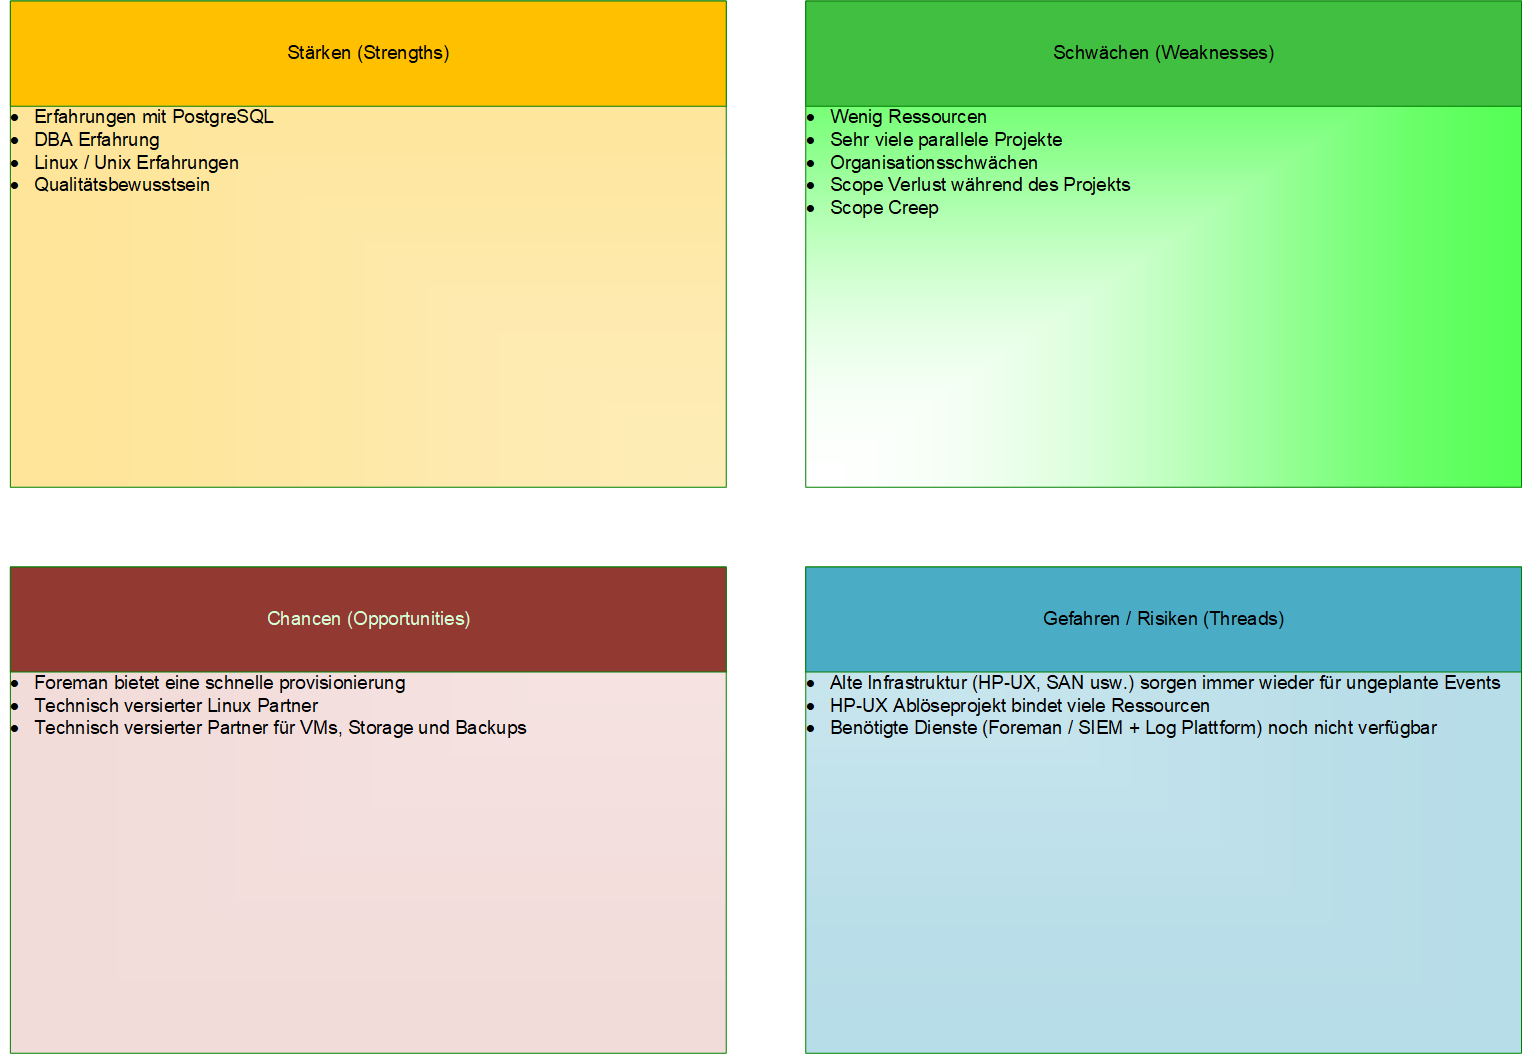 Stärken (Strengths)
• Erfahrungen mit PostgreSQL
• DBA Erfahrung
• Linux / Unix Erfahrungen
• Qualitätsbewusstsein
Schwächen (Weaknesses)
• Wenig Ressourcen
• Sehr viele parallele Projekte
• Organisationsschwächen
• Scope Verlust während des Projekts
• Scope Creep
Chancen (Opportunities)
• Foreman bietet eine schnelle provisionierung
• Technisch versierter Linux Partner
• Technisch versierter Partner für VMs, Storage und Backups
Gefahren / Risiken (Threads)
• Alte Infrastruktur (HP-UX, SAN usw.) sorgen immer wieder für ungeplante Events
• HP-UX Ablöseprojekt bindet viele Ressourcen
• Benötigte Dienste (Foreman / SIEM + Log Plattform) noch nicht verfügbar